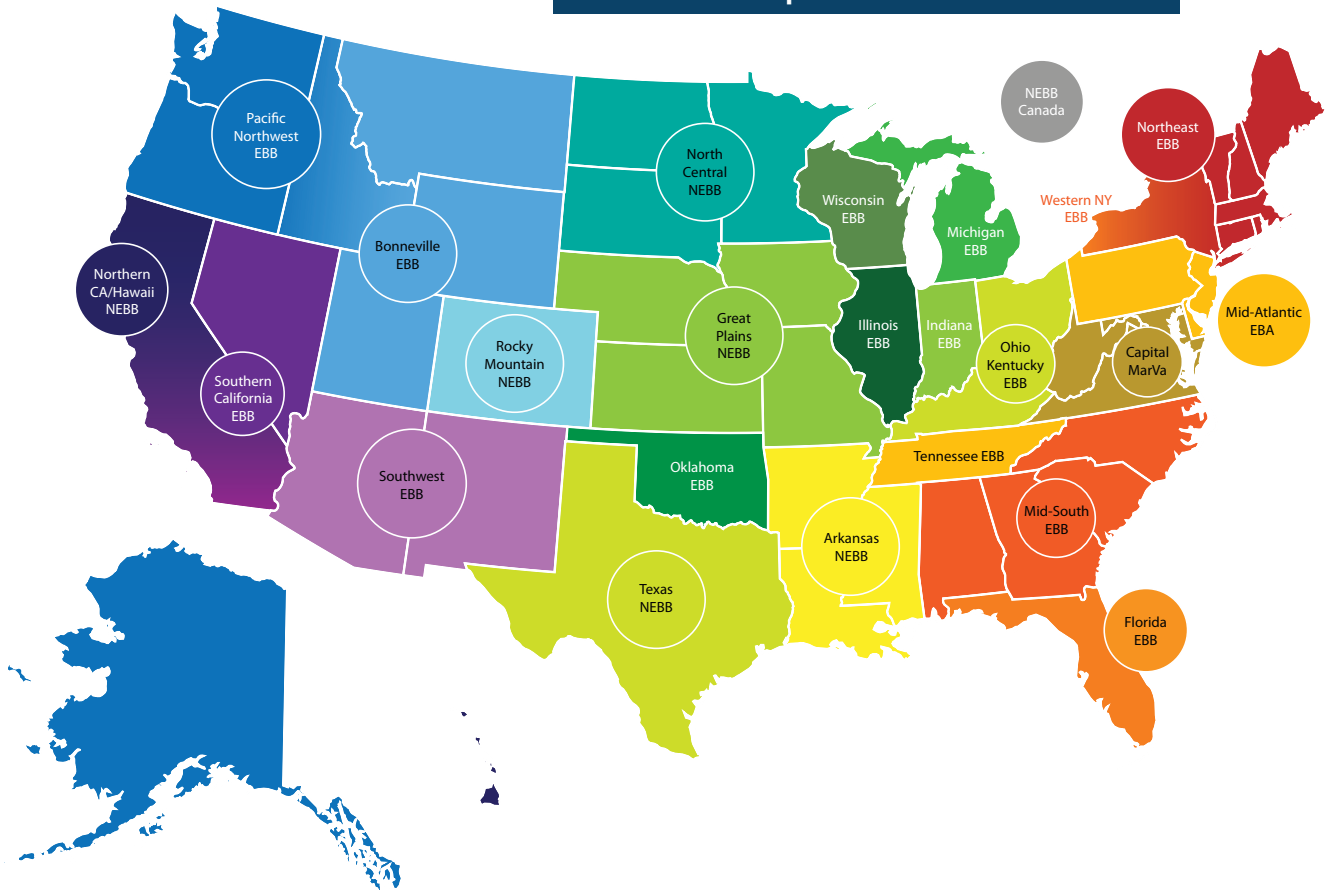 Pacific
Northwest
EBB
NEBB
Canada
Northeast
EBB
North
Central
NEBB
Wisconsin
EBB
Western NY
EBB
Michigan
EBB
Bonneville
EBB
Northern
CA/Hawaii
NEBB
Great
Plains
NEBB
Illinois
EBB
Indiana
EBB
Ohio
Kentucky
EBB
Capital
MarVa
Mid-Atlantic
EBA
Rocky
Mountain
NEBB
Southern
California
EBB
Southwest
EBB
Oklahoma
EBB
Tennessee EBB
Mid-South
EBB
Arkansas
NEBB
Texas
NEBB
Florida
EBB